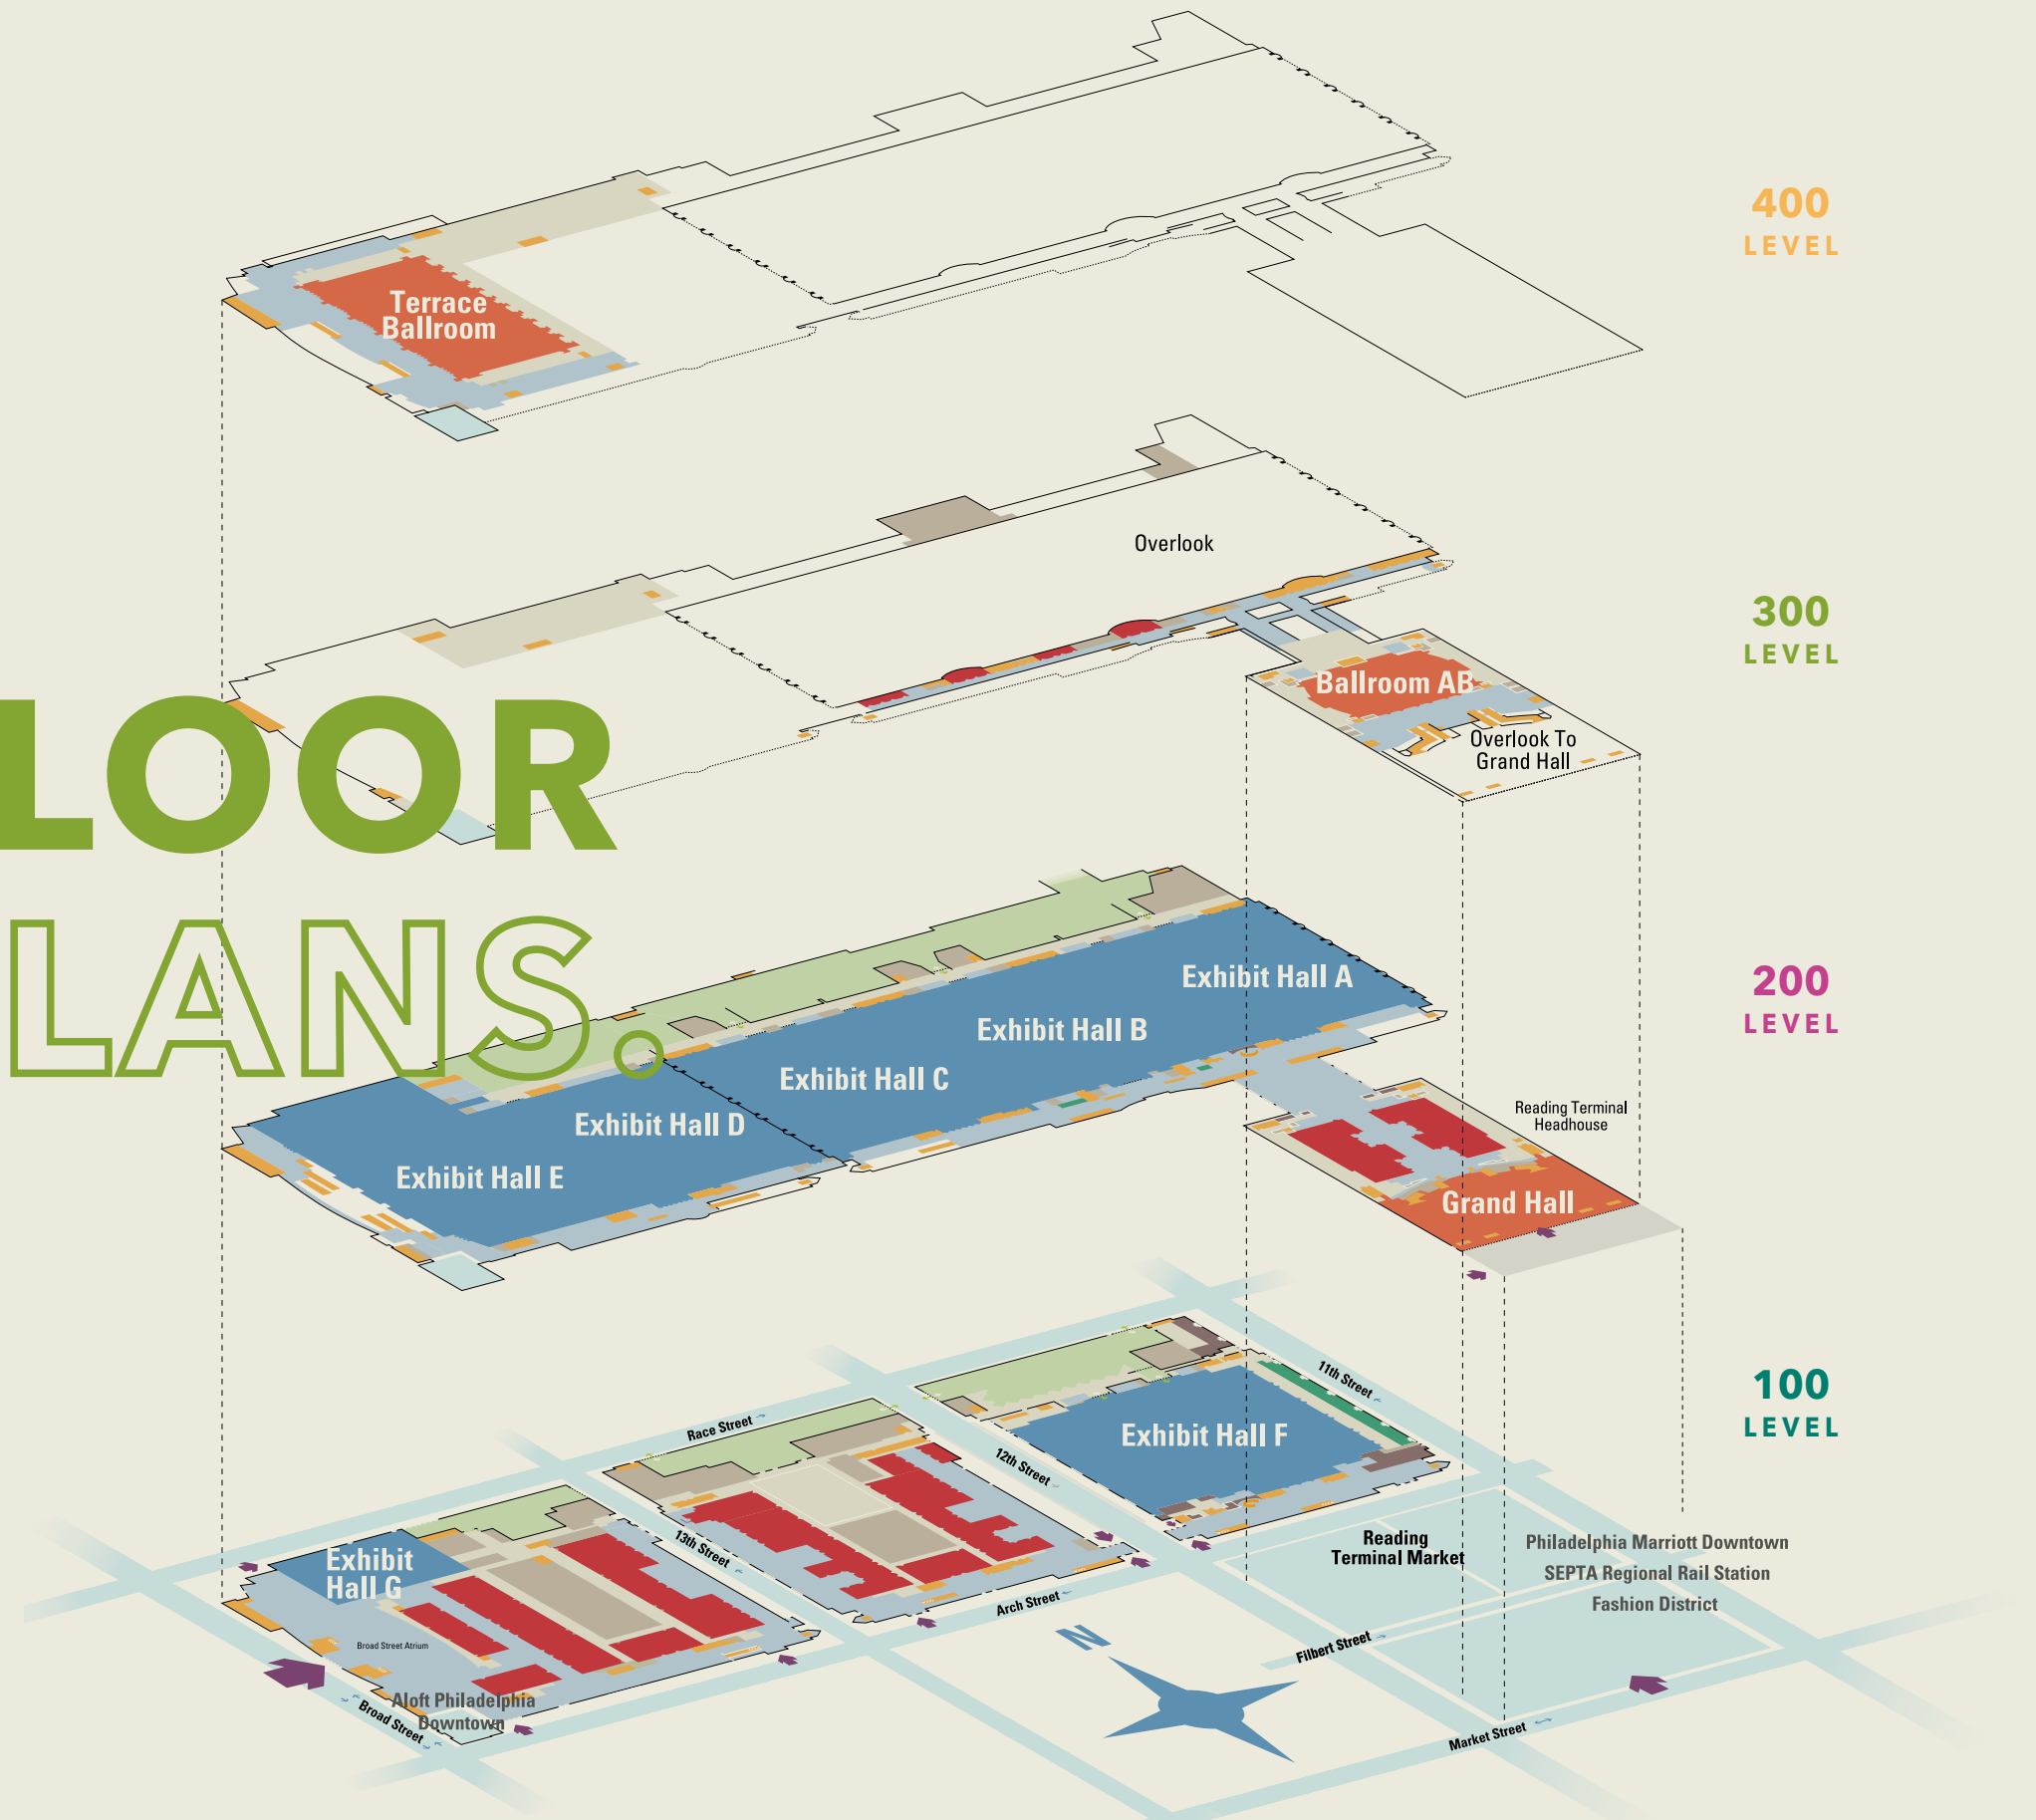 400
LEVEL
Terrace
Ballroom
Overlook
300
LEVEL
Ballroom AB
Overlook To
Grand Hall
LOOR
LANS.
200
LEVEL
Exhibit Hall A
Exhibit Hall B
Exhibit Hall C
Exhibit Hall D
Exhibit Hall E
Reading Terminal
Headhouse
Grand Hall
100
LEVEL
11th Street
Race Street
12th Street
Exhibit Hall F
13th Street
Exhibit
Hall G
Reading
Terminal Market
Philadelphia Marriott Downtown
SEPTA Regional Rail Station
Fashion District
Arch Street
Filbert Street
Broad Street Atrium
N
Aloft Philadelphia
Downtown
Broad Street
Market Street